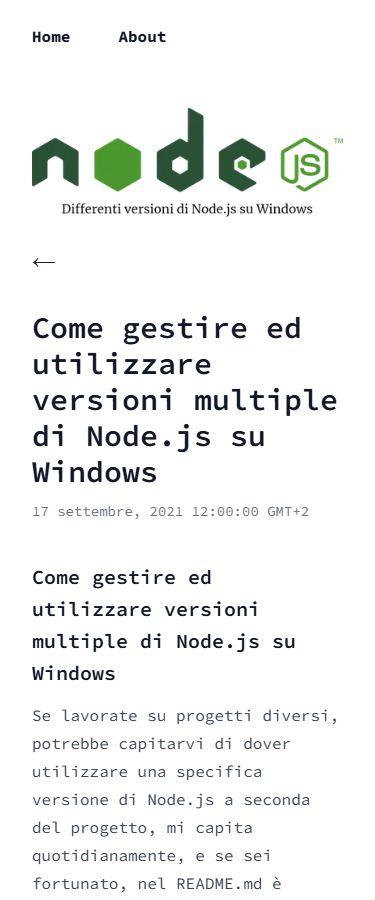 Home About
node JS ™
Differenti versioni di Node.js su Windows
←
Come gestire ed
utilizzare
versioni multiple
di Node.js su
Windows
17 settembre, 2021 12:00:00 GMT+2
Come gestire ed
utilizzare versioni
multiple di Node.js su
Windows
Se lavorate su progetti diversi,
potrebbe capitarvi di dover
utilizzare una specifica
versione di Node.js a seconda
del progetto, mi capita
quotidianamente, e se sei
fortunato, nel README.md è